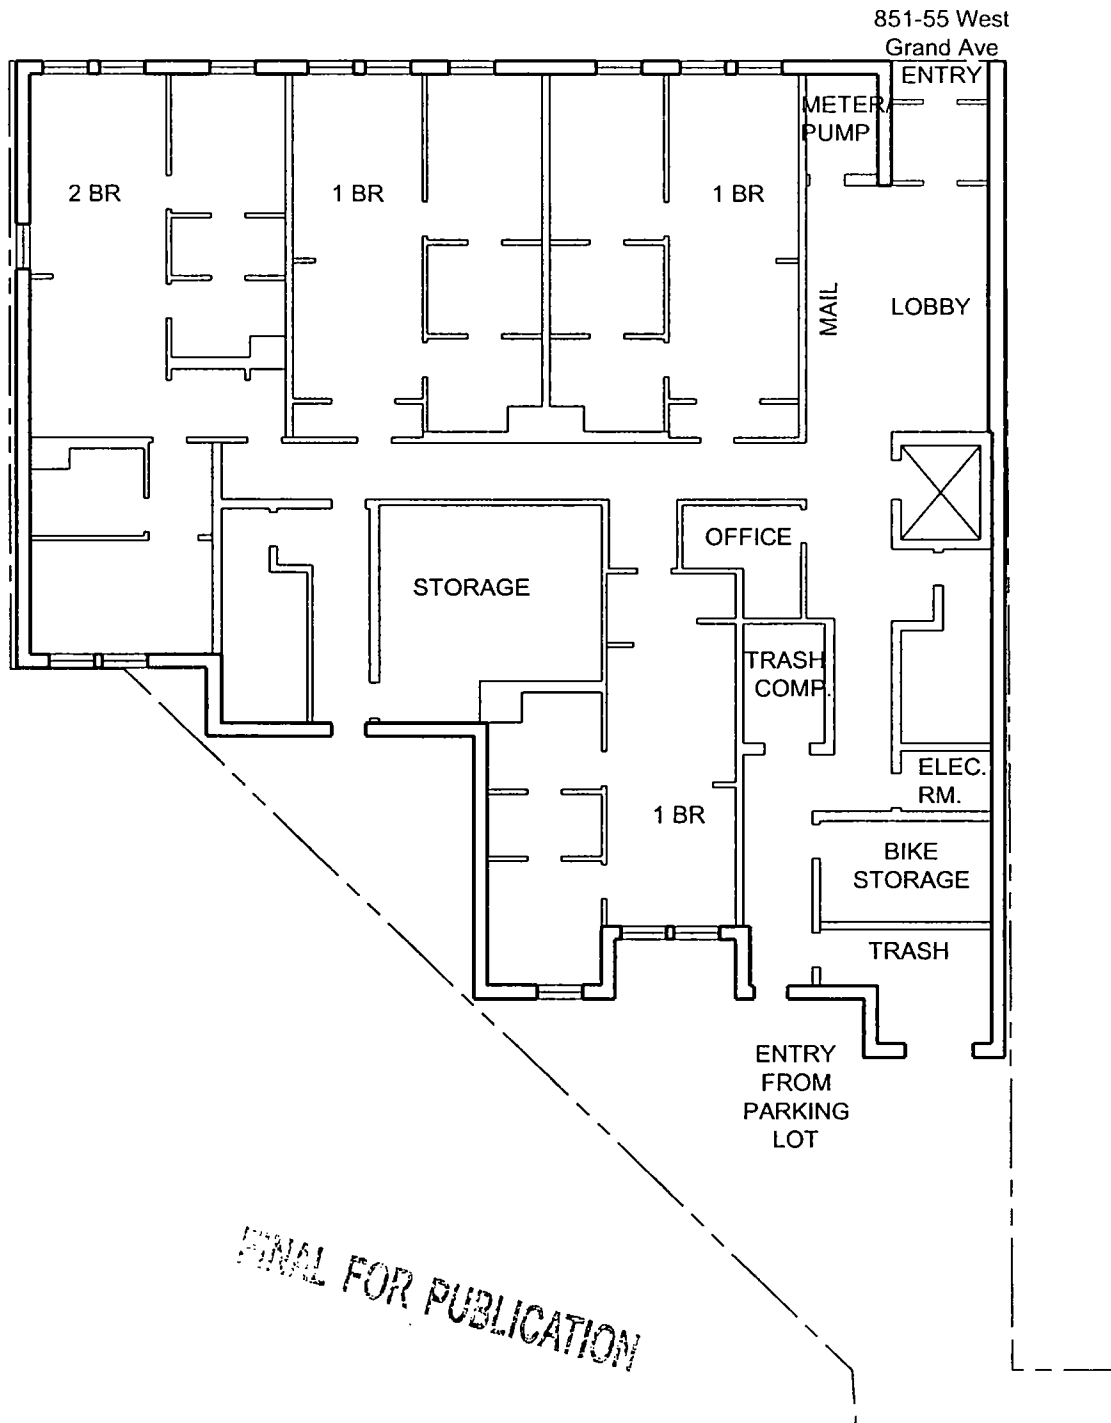 851-55 West
Grand Ave
ENTRY
METER/
PUMP
2 BR
1 BR
1 BR
MAIL
LOBBY
OFFICE
STORAGE
TRASH
COMP.
ELEC.
RM.
1 BR
BIKE
STORAGE
TRASH
ENTRY
FROM
PARKING
LOT
FINAL FOR PUBLICATION